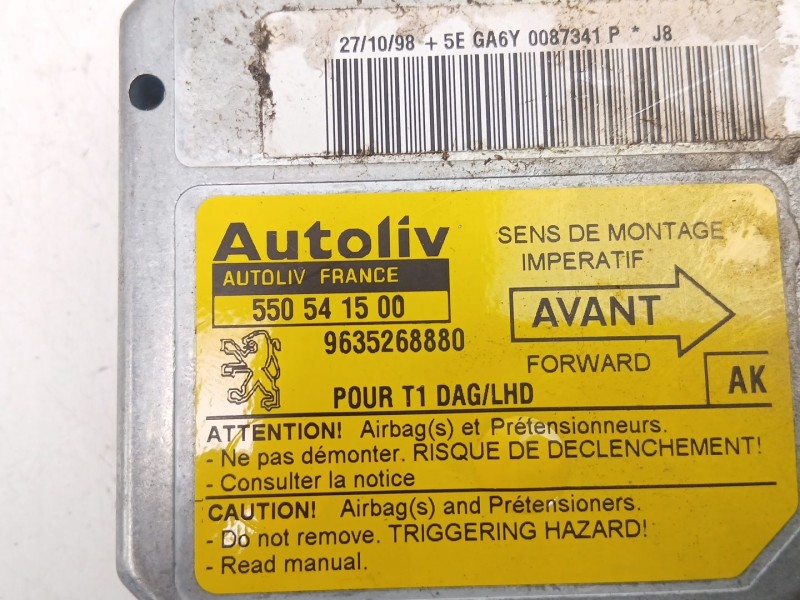 27/10/98 + 5E GA6Y 0087341 P * J8
Autoliv
AUTOLIV FRANCE
550 54 15 00
9635268880
POUR T1 DAG/LHD
SENS DE MONTAGE
IMPERATIF
AVANT
FORWARD
AK
ATTENTION! Airbag(s) et Prétensionneurs.
- Ne pas démonter. RISQUE DE DECLENCHEMENT!
- Consulter la notice
CAUTION! Airbag(s) and Prétensioners.
- Do not remove. TRIGGERING HAZARD!
- Read manual.